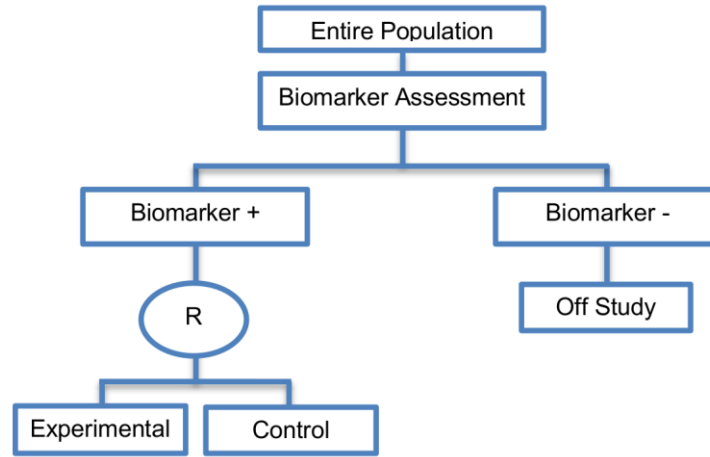 Entire Population
Biomarker Assessment
Biomarker +
Biomarker -
R
Off Study
Experimental
Control